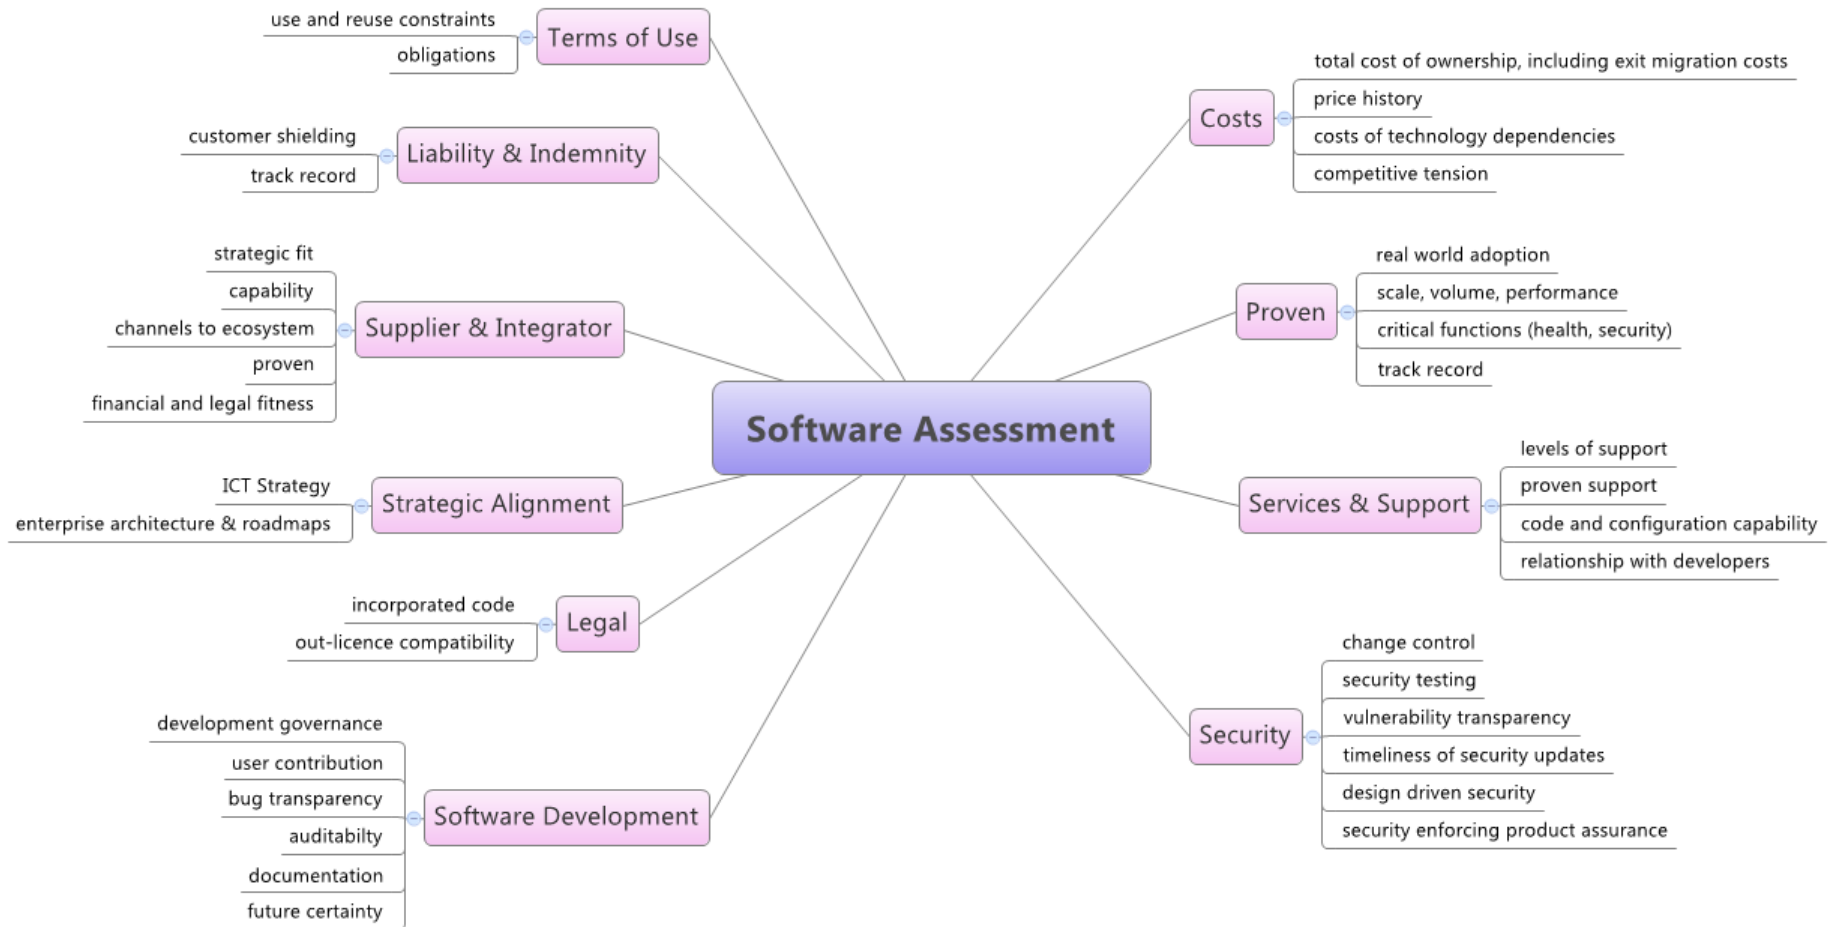 Software Assessment
Terms of Use
use and reuse constraints
obligations
Liability & Indemnity
customer shielding
track record
Supplier & Integrator
strategic fit
capability
channels to ecosystem
proven
financial and legal fitness
Strategic Alignment
ICT Strategy
enterprise architecture & roadmaps
Legal
incorporated code
out-licence compatibility
Software Development
development governance
user contribution
bug transparency
auditabilty
documentation
future certainty
Costs
total cost of ownership, including exit migration costs
price history
costs of technology dependencies
competitive tension
Proven
real world adoption
scale, volume, performance
critical functions (health, security)
track record
Services & Support
levels of support
proven support
code and configuration capability
relationship with developers
Security
change control
security testing
vulnerability transparency
timeliness of security updates
design driven security
security enforcing product assurance